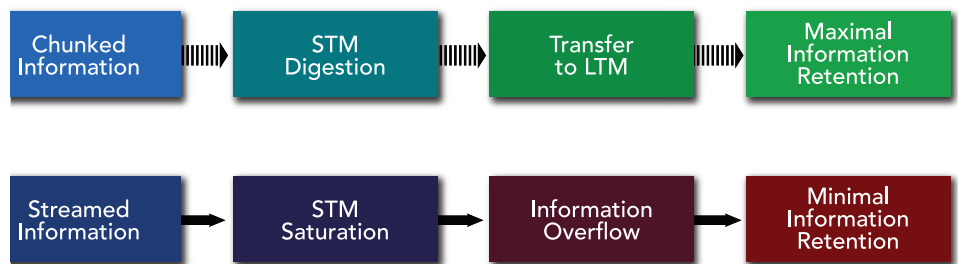 Chunked
Information
STM
Digestion
Transfer
to LTM
Maximal
Information
Retention
Streamed
Information
STM
Saturation
Information
Overflow
Minimal
Information
Retention